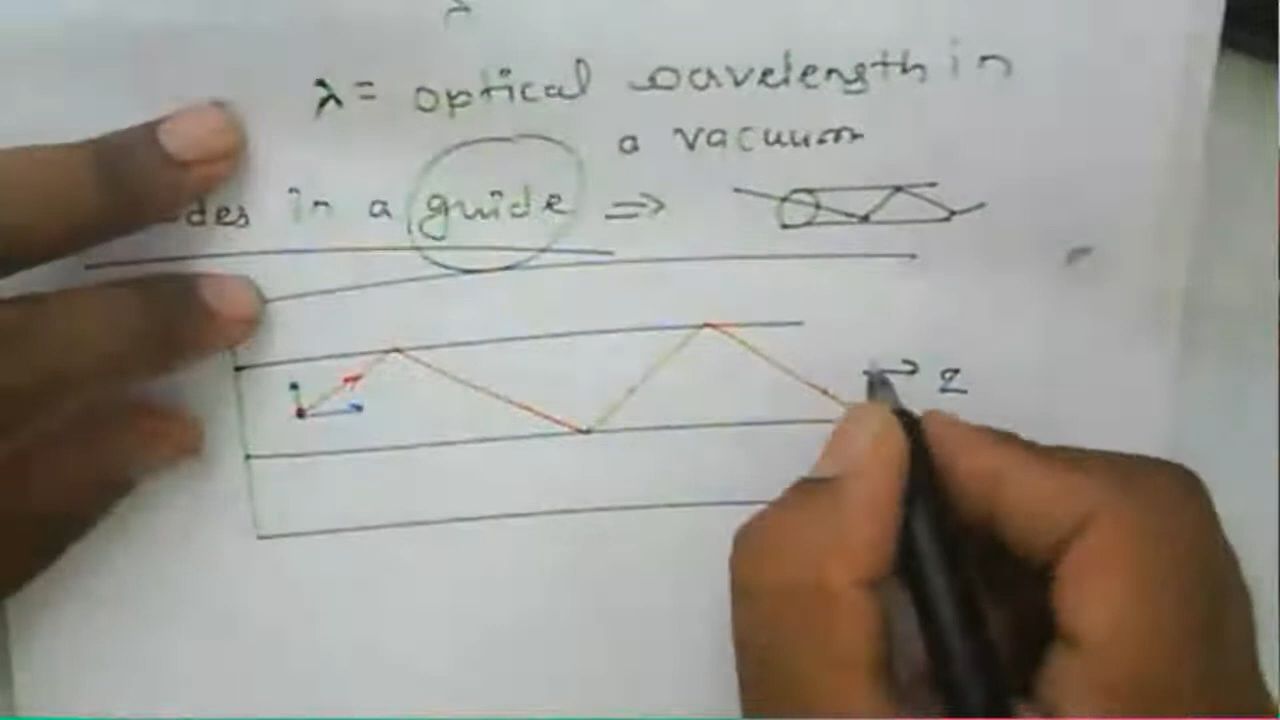 λ = optical wavelength in
a vacuum
des in a guide ⇒
z